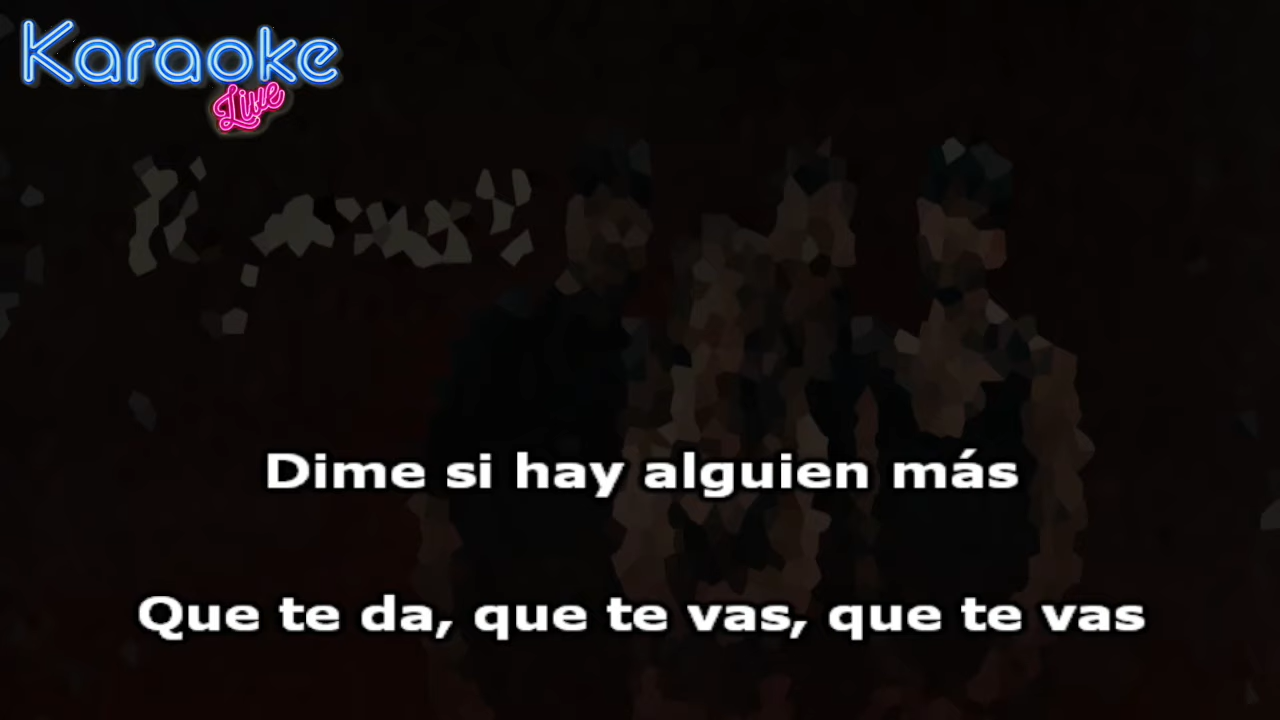 Karaoke
Live
Dime si hay alguien más
Que te da, que te vas, que te vas